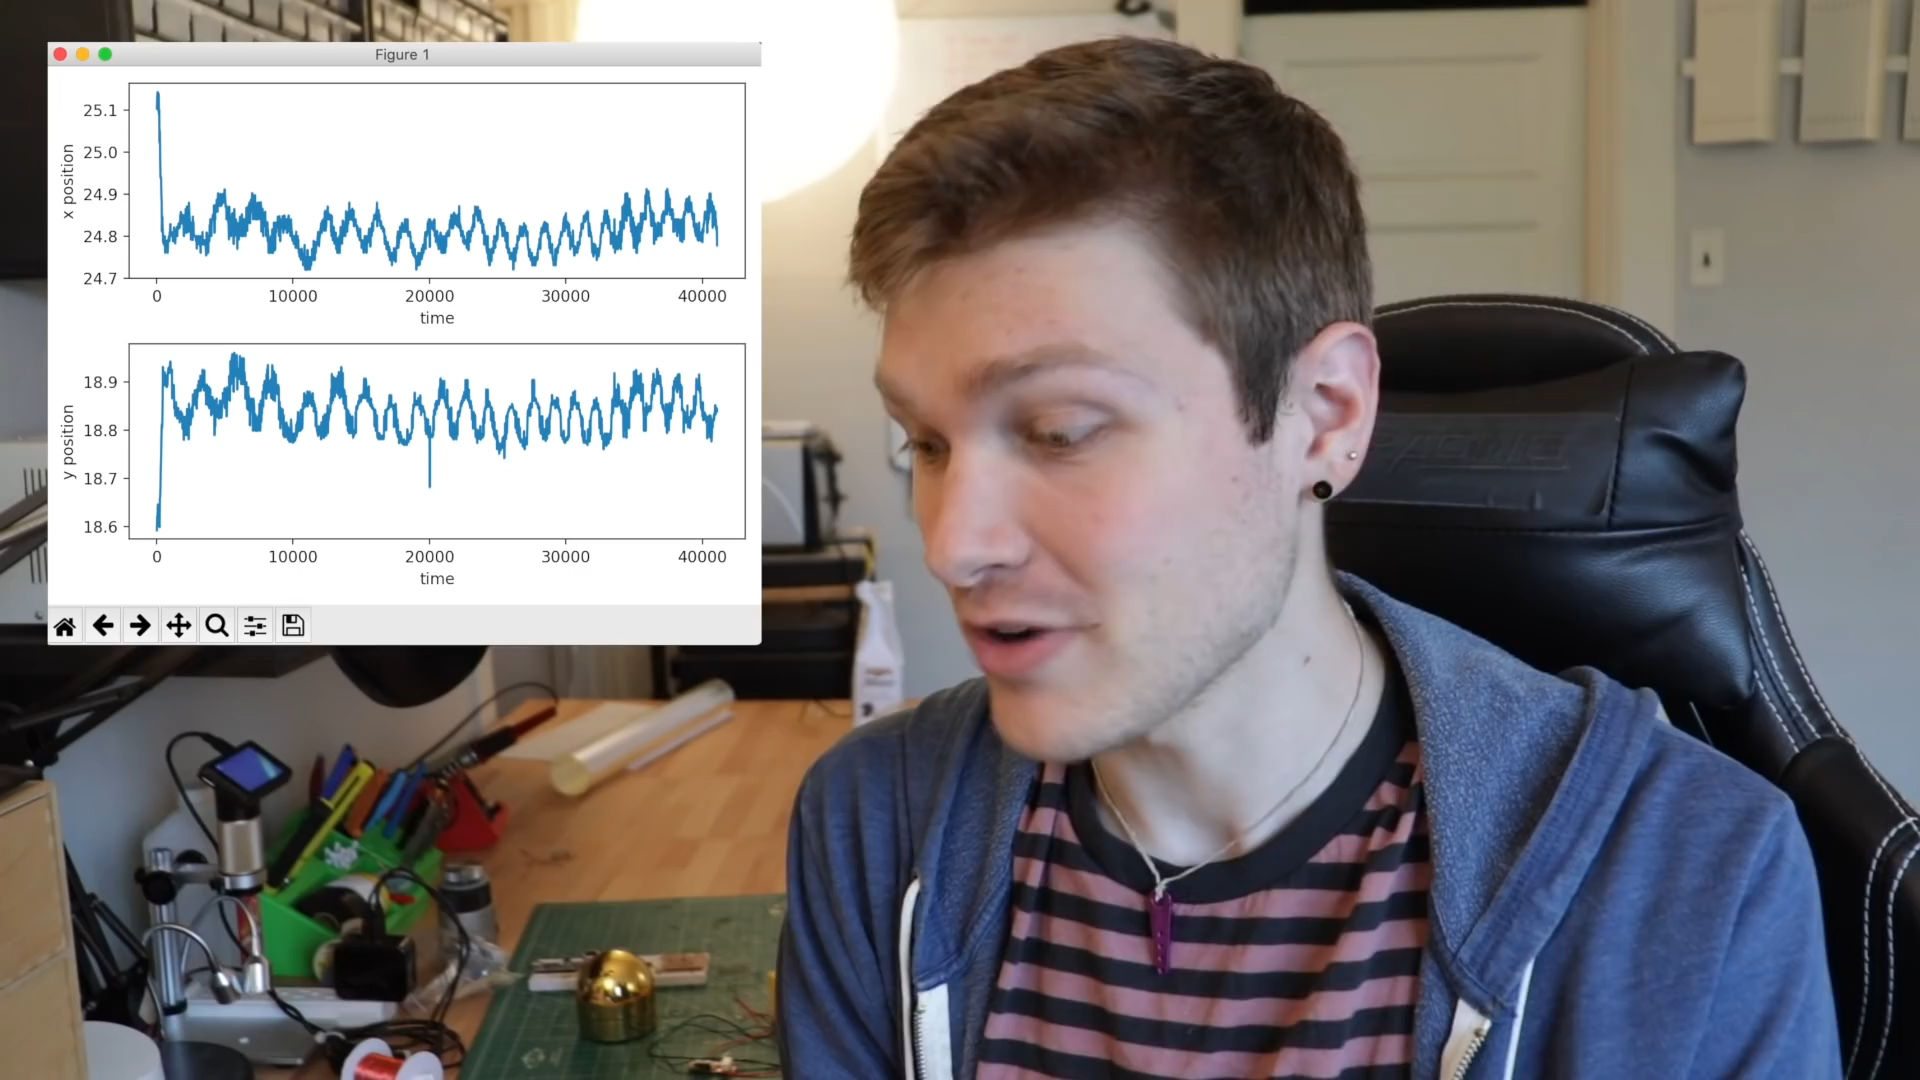 Figure 1
25.1
25.0
24.9
24.8
24.7
x position
0 10000 20000 30000 40000
time
18.9
18.8
18.7
18.6
y position
0 10000 20000 30000 40000
time